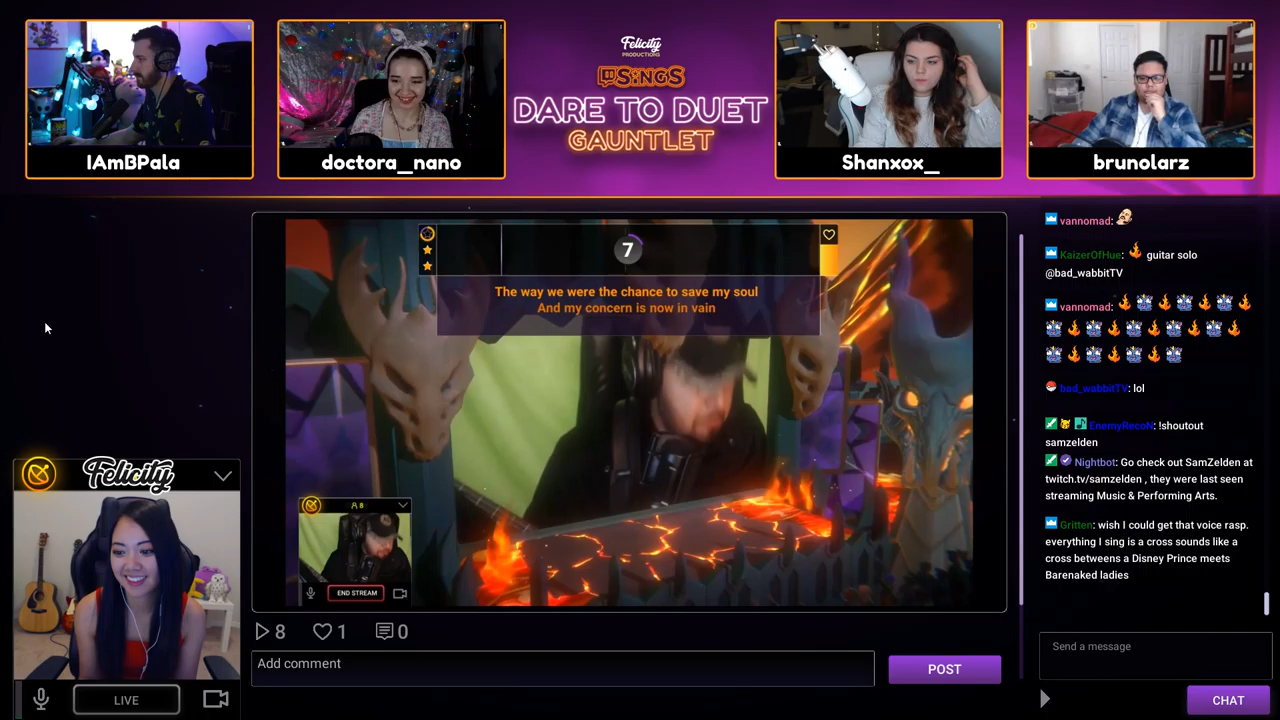 IAmBPala
doctora__nano
Felicity
PRODUCTIONS
SINGS
DARE TO DUET
GAUNTLET
Shanxox_
brunolarz
7
The way we were the chance to save my soul
And my concern is now in vain
8
END STREAM
8
1
0
Add comment
POST
Felicity
LIVE
vannomad:
KaizerOfHue: guitar solo
@bad_wabbitTV
vannomad:
bad_wabbitTV: lol
EnemyRecoN: !shoutout
samzelden
Nightbot: Go check out SamZelden at
twitch.tv/samzelden , they were last seen
streaming Music & Performing Arts.
Gritten: wish I could get that voice rasp.
everything I sing is a cross sounds like a
cross betweens a Disney Prince meets
Barenaked ladies
Send a message
CHAT